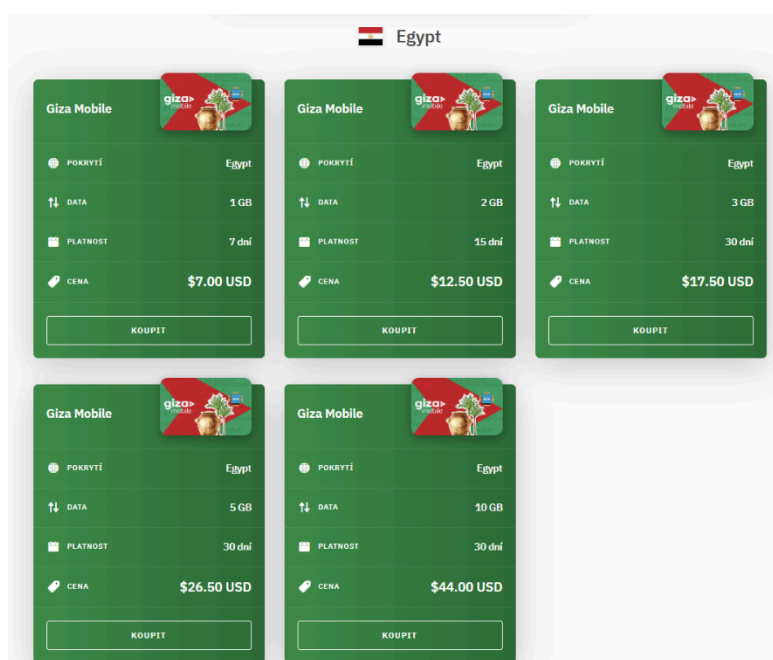 Egypt
Giza Mobile
giza
mobile
POKRYTÍ Egypt
DATA 1 GB
PLATNOST 7 dní
CENA $7.00 USD
KOUPIT
Giza Mobile
giza
mobile
POKRYTÍ Egypt
DATA 2 GB
PLATNOST 15 dní
CENA $12.50 USD
KOUPIT
Giza Mobile
giza
mobile
POKRYTÍ Egypt
DATA 3 GB
PLATNOST 30 dní
CENA $17.50 USD
KOUPIT
Giza Mobile
giza
mobile
POKRYTÍ Egypt
DATA 5 GB
PLATNOST 30 dní
CENA $26.50 USD
KOUPIT
Giza Mobile
giza
mobile
POKRYTÍ Egypt
DATA 10 GB
PLATNOST 30 dní
CENA $44.00 USD
KOUPIT